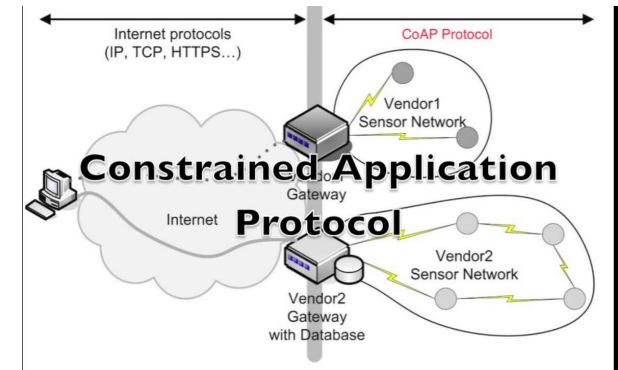 Internet protocols
(IP, TCP, HTTPS...)
CoAP Protocol
Vendor1
Sensor Network
Constrained Application
Gateway
Protocol
Internet
Vendor2
Sensor Network
Vendor2
Gateway
with Database